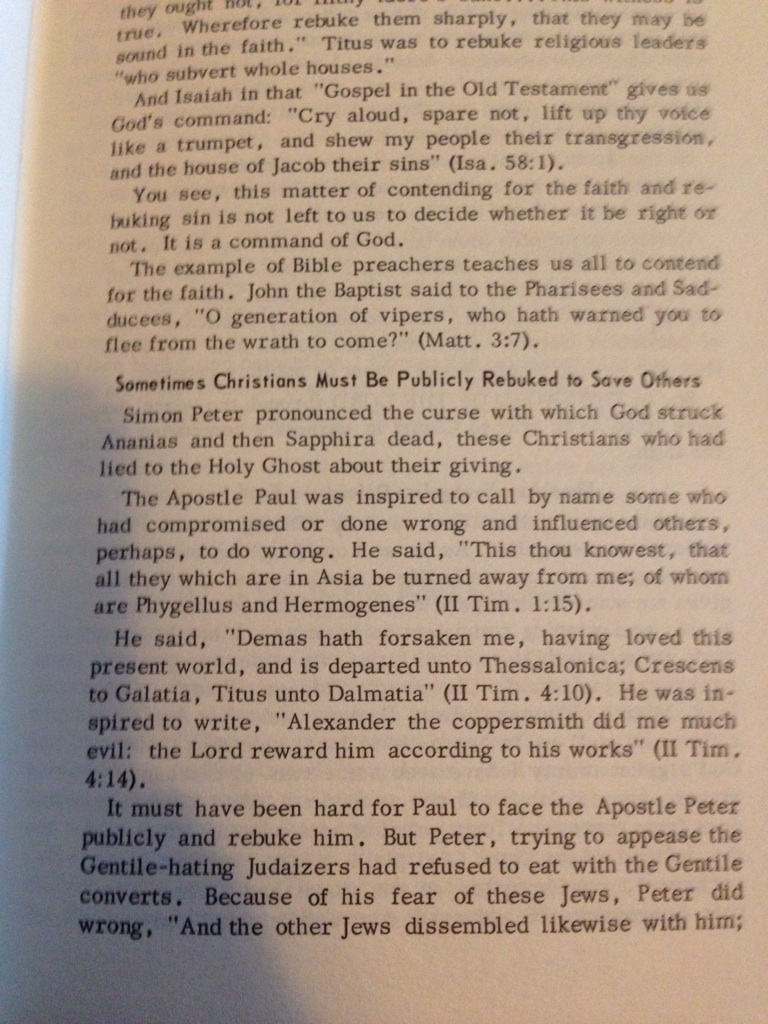 they ought not, for filthy
true. Wherefore rebuke them sharply, that they may be
sound in the faith." Titus was to rebuke religious leaders
"who subvert whole houses."
And Isaiah in that "Gospel in the Old Testament" gives us
God's command: "Cry aloud, spare not, lift up thy voice
like a trumpet, and shew my people their transgression,
and the house of Jacob their sins" (Isa. 58:1).
You see, this matter of contending for the faith and re-
buking sin is not left to us to decide whether it be right or
not. It is a command of God.
The example of Bible preachers teaches us all to contend
for the faith. John the Baptist said to the Pharisees and Sad-
ducees, "O generation of vipers, who hath warned you to
flee from the wrath to come?" (Matt. 3:7).
Sometimes Christians Must Be Publicly Rebuked to Save Others
Simon Peter pronounced the curse with which God struck
Ananias and then Sapphira dead, these Christians who had
lied to the Holy Ghost about their giving.
The Apostle Paul was inspired to call by name some who
had compromised or done wrong and influenced others,
perhaps, to do wrong. He said, "This thou knowest, that
all they which are in Asia be turned away from me; of whom
are Phygellus and Hermogenes" (II Tim. 1:15).
He said, "Demas hath forsaken me, having loved this
present world, and is departed unto Thessalonica; Crescens
to Galatia, Titus unto Dalmatia" (II Tim. 4:10). He was in-
spired to write, "Alexander the coppersmith did me much
evil: the Lord reward him according to his works" (II Tim.
4:14).
It must have been hard for Paul to face the Apostle Peter
publicly and rebuke him. But Peter, trying to appease the
Gentile-hating Judaizers had refused to eat with the Gentile
converts. Because of his fear of these Jews, Peter did
wrong, "And the other Jews dissembled likewise with him;